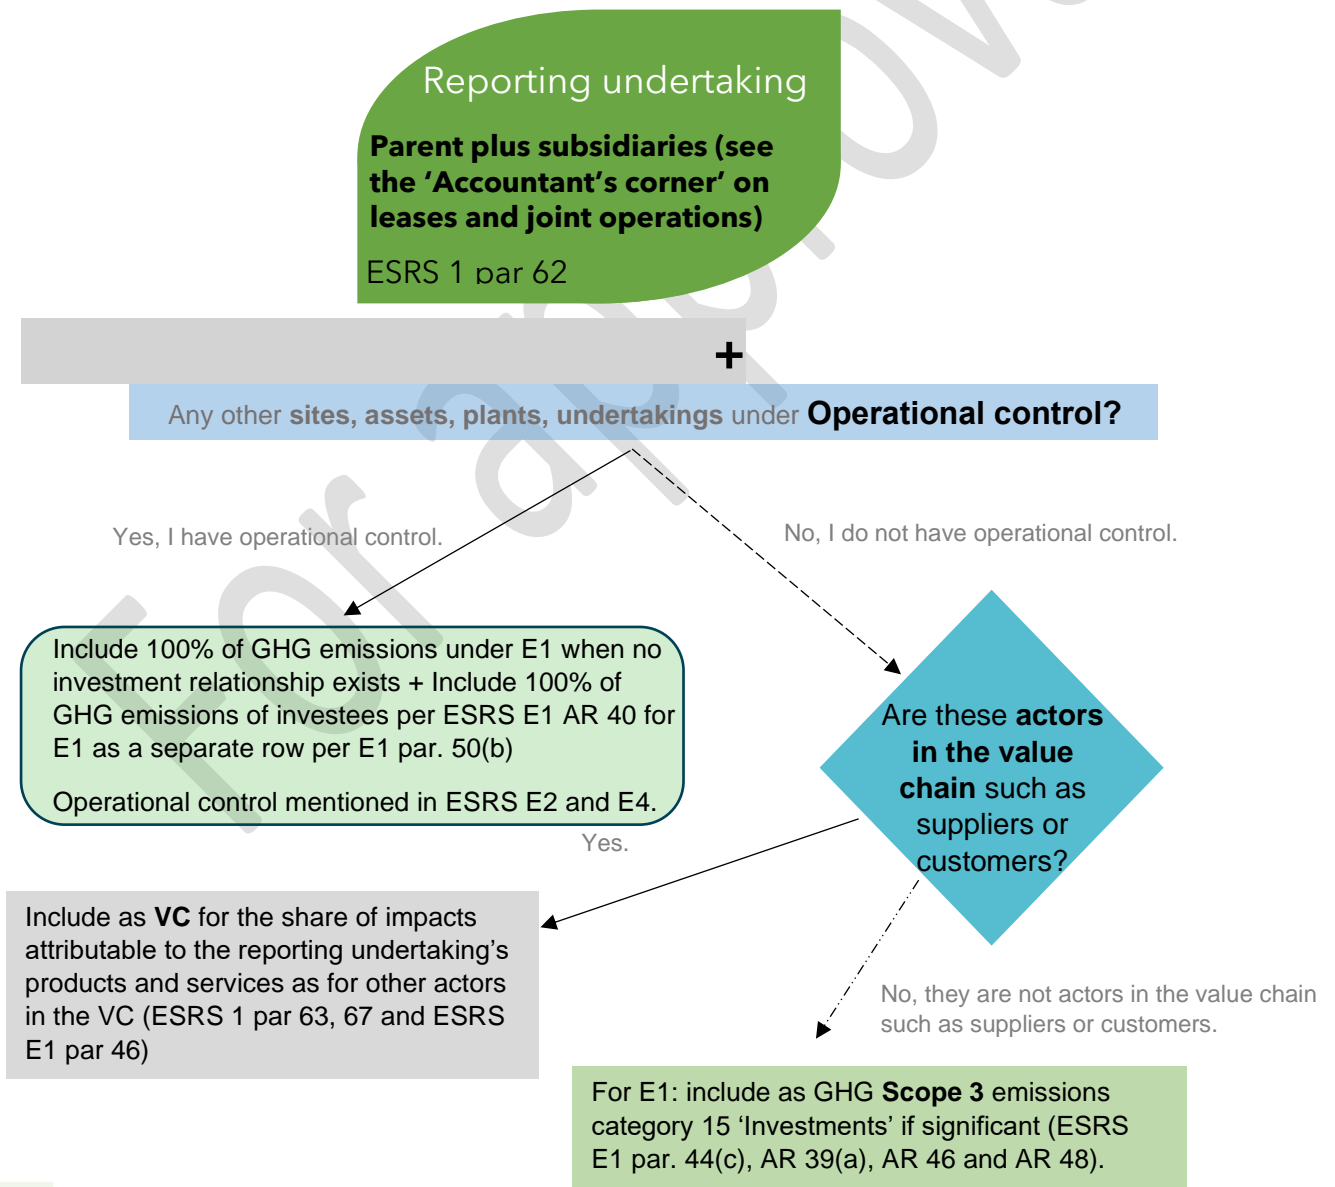 Reporting undertaking
Parent plus subsidiaries (see
the ‘Accountant’s corner’ on
leases and joint operations)
ESRS 1 par 62
+
Any other sites, assets, plants, undertakings under Operational control?
Yes, I have operational control.
No, I do not have operational control.
Include 100% of GHG emissions under E1 when no
investment relationship exists + Include 100% of
GHG emissions of investees per ESRS E1 AR 40 for
E1 as a separate row per E1 par. 50(b)
Operational control mentioned in ESRS E2 and E4.
Are these actors
in the value
chain such as
suppliers or
customers?
Yes.
Include as VC for the share of impacts
attributable to the reporting undertaking’s
products and services as for other actors
in the VC (ESRS 1 par 63, 67 and ESRS
E1 par 46)
No, they are not actors in the value chain
such as suppliers or customers.
For E1: include as GHG Scope 3 emissions
category 15 ‘Investments’ if significant (ESRS
E1 par. 44(c), AR 39(a), AR 46 and AR 48).
For approv